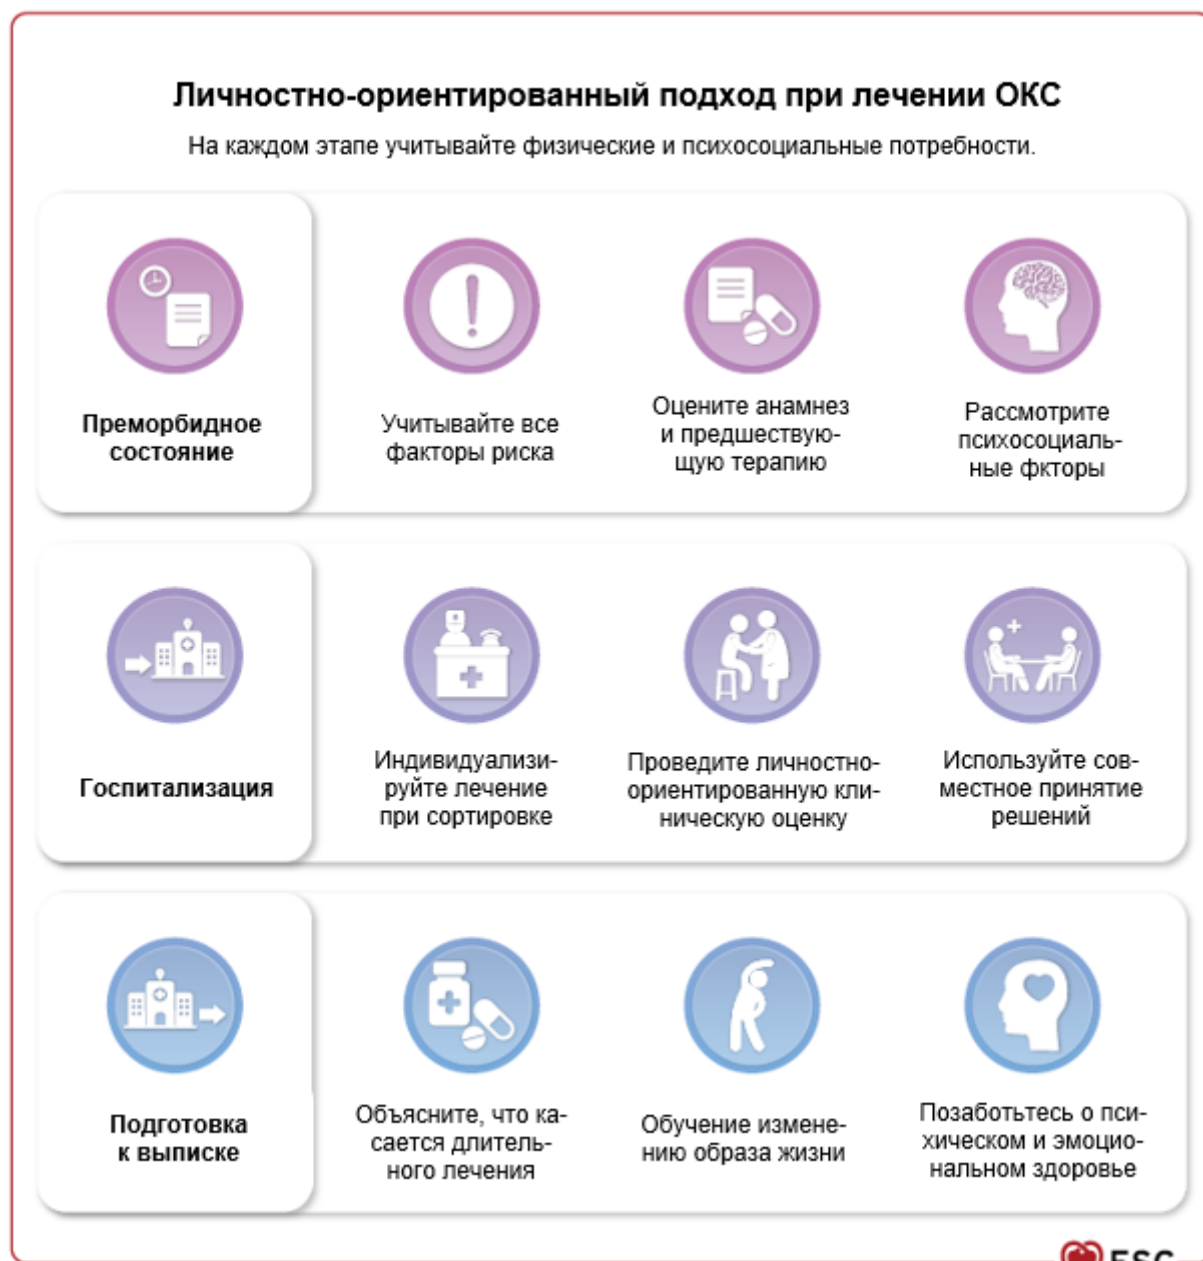 Личностно-ориентированный подход при лечении ОКС
На каждом этапе учитывайте физические и психосоциальные потребности.
Преморбидное
состояние
Учитывайте все
факторы риска
Оцените анамнез
и предшествую-
щую терапию
Рассмотрите
психосоциаль-
ные фкторы
Госпитализация
Индивидуализи-
руйте лечение
при сортировке
Проведите личностно-
ориентированную кли-
ническую оценку
Используйте сов-
местное принятие
решений
Подготовка
к выписке
Объясните, что ка-
сается длитель-
ного лечения
Обучение измене-
нию образа жизни
Позаботьтесь о пси-
хическом и эмоцио-
нальном здоровье
ESC